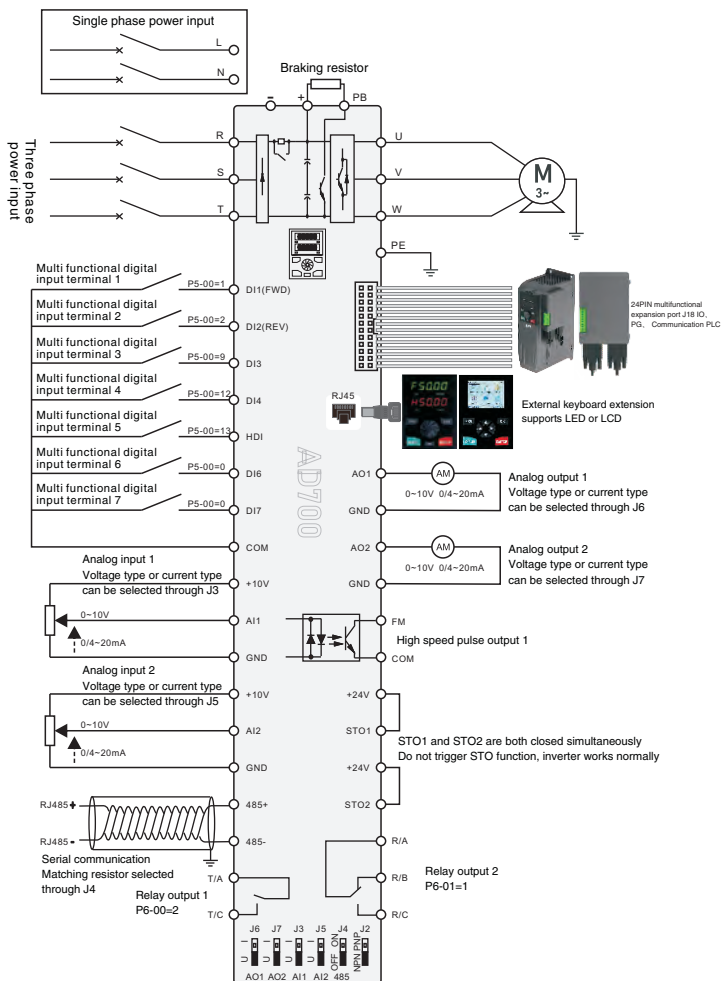 Single phase power input
L
N
Braking resistor
-
+
PB
Three phase
power input
R
S
T
U
V
W
M
3~
PE
Multi functional digital
input terminal 1
P5-00=1
DI1(FWD)
Multi functional digital
input terminal 2
P5-00=2
DI2(REV)
Multi functional digital
input terminal 3
P5-00=9
DI3
Multi functional digital
input terminal 4
P5-00=12
DI4
Multi functional digital
input terminal 5
P5-00=13
HDI
Multi functional digital
input terminal 6
P5-00=0
DI6
Multi functional digital
input terminal 7
P5-00=0
DI7
COM
24PIN multifunctional
expansion port J18 IO、
PG、 Communication PLC
RJ45
F50.00
H50.00
External keyboard extension
supports LED or LCD
AD700
AO1
AM
0~10V 0/4~20mA
GND
Analog output 1
Voltage type or current type
can be selected through J6
AO2
AM
0~10V 0/4~20mA
GND
Analog output 2
Voltage type or current type
can be selected through J7
Analog input 1
Voltage type or current type
can be selected through J3
+10V
0~10V
AI1
0/4~20mA
GND
FM
High speed pulse output 1
COM
Analog input 2
Voltage type or current type
can be selected through J5
+10V
0~10V
AI2
0/4~20mA
GND
+24V
STO1
STO1 and STO2 are both closed simultaneously
Do not trigger STO function, inverter works normally
+24V
STO2
RJ485+
485+
RJ485-
485-
Serial communication
Matching resistor selected
through J4
T/A
Relay output 1
P6-00=2
T/C
R/A
R/B
Relay output 2
P6-01=1
R/C
J6 J7 J3 J5 J4 J2
U I
U I
U I
U I
OFF ON
NPN PNP
AO1 AO2 AI1 AI2 485